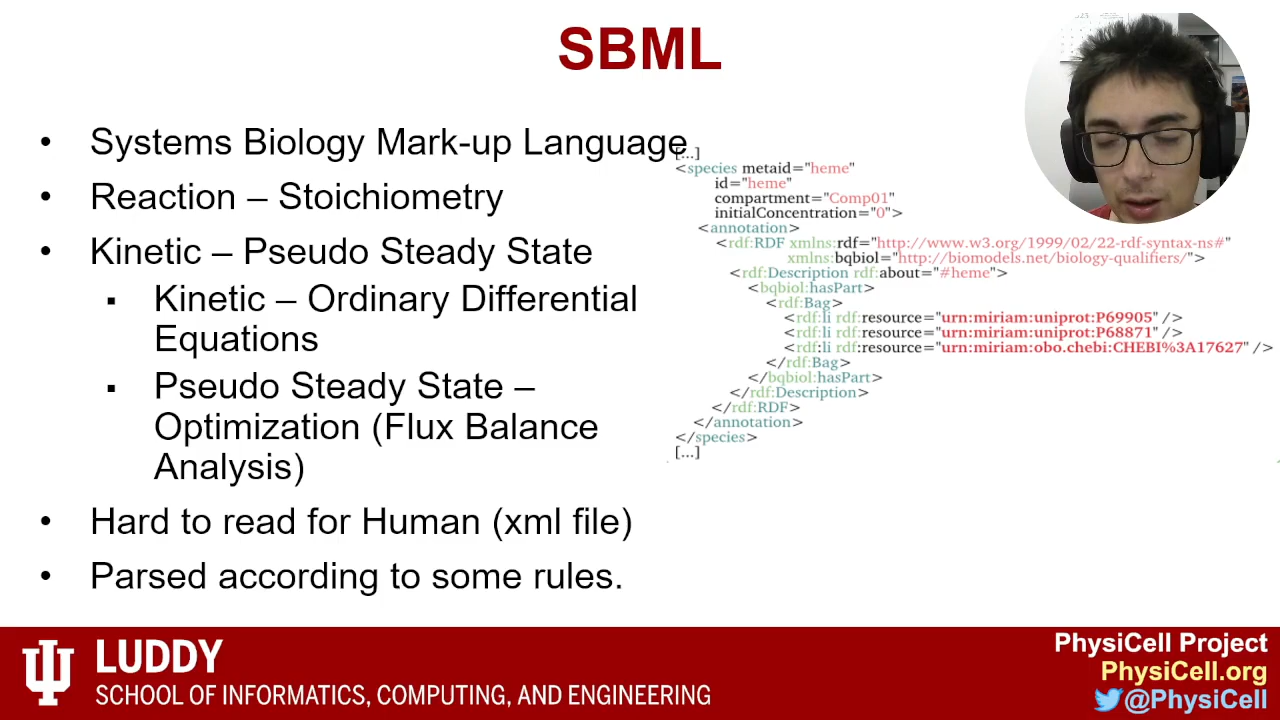 SBML
• Systems Biology Mark-up Language
• Reaction – Stoichiometry
• Kinetic – Pseudo Steady State
▪ Kinetic – Ordinary Differential
Equations
▪ Pseudo Steady State –
Optimization (Flux Balance
Analysis)
• Hard to read for Human (xml file)
• Parsed according to some rules.
[...]
<species metaid="heme"
id="heme"
compartment="Comp01"
initialConcentration="0">
<annotation>
<rdf:RDF xmlns:rdf="http://www.w3.org/1999/02/22-rdf-syntax-ns#"
xmlns:bqbiol="http://biomodels.net/biology-qualifiers/">
<rdf:Description rdf:about="#heme">
<bqbiol:hasPart>
<rdf:Bag>
<rdf:li rdf:resource="urn:miriam:uniprot:P69905" />
<rdf:li rdf:resource="urn:miriam:uniprot:P68871" />
<rdf:li rdf:resource="urn:miriam:obo.chebi:CHEBI%3A17627" />
</rdf:Bag>
</bqbiol:hasPart>
</rdf:Description>
</rdf:RDF>
</annotation>
</species>
[...]
LUDDY
SCHOOL OF INFORMATICS, COMPUTING, AND ENGINEERING
PhysiCell Project
PhysiCell.org
@PhysiCell